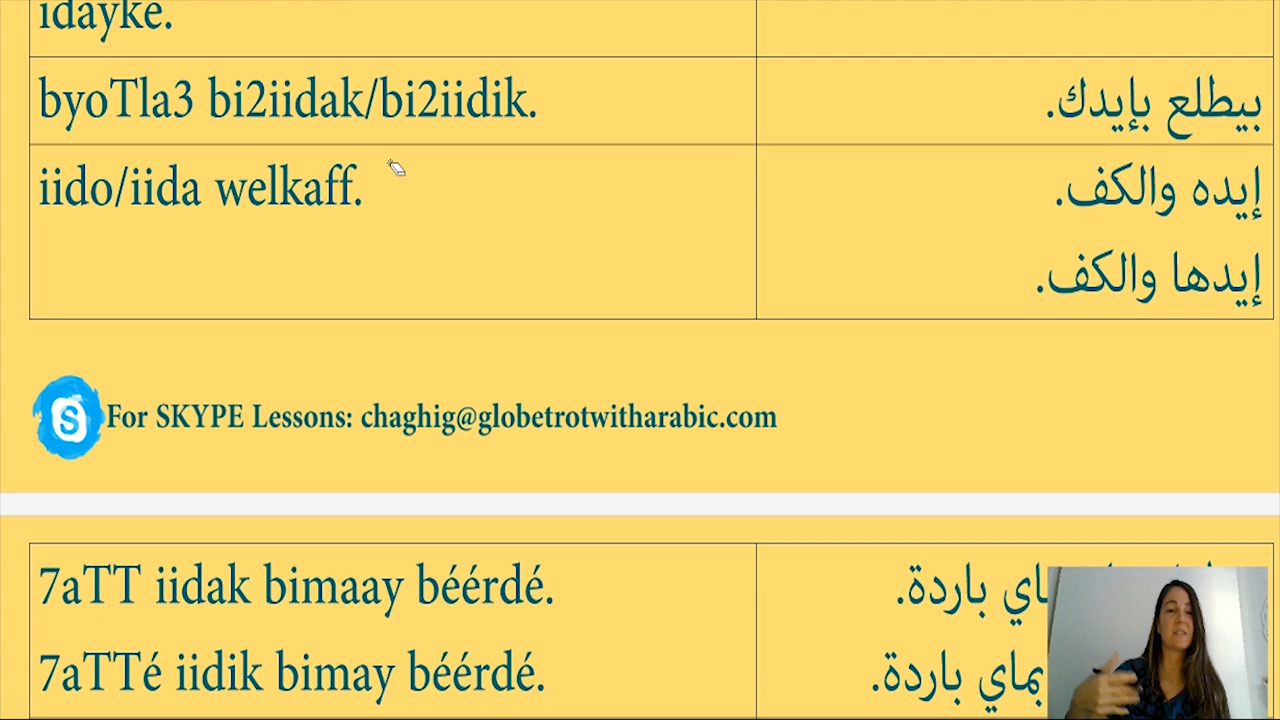 idayke.
byoTla3 bi2iidak/bi2iidik.
بيطلع بإيدك.
iido/iida welkaff.
إيده والكف.
إيدها والكف.
For SKYPE Lessons: chaghig@globetrotwitharabic.com
7aTT iidak bimaay béérdé.
باردة.
7aTTé iidik bimay béérdé.
بماي باردة.